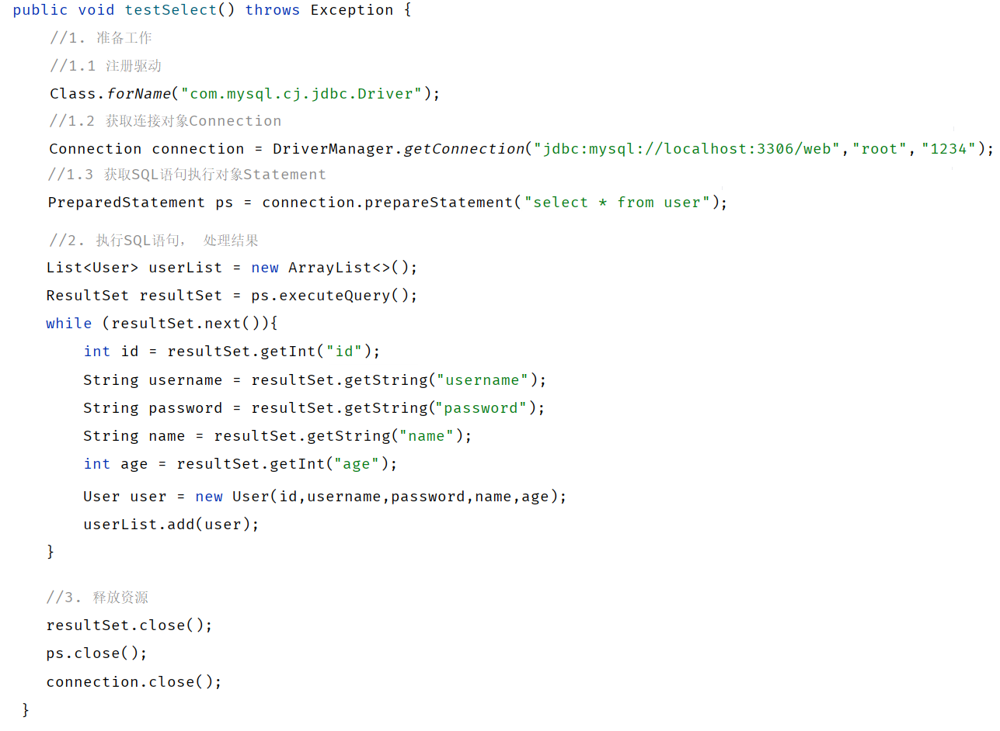 public void testSelect() throws Exception {
//1. 准备工作
//1.1 注册驱动
Class.forName("com.mysql.cj.jdbc.Driver");
//1.2 获取连接对象Connection
Connection connection = DriverManager.getConnection("jdbc:mysql://localhost:3306/web","root","1234");
//1.3 获取SQL语句执行对象Statement
PreparedStatement ps = connection.prepareStatement("select * from user");
//2. 执行SQL语句， 处理结果
List<User> userList = new ArrayList<>();
ResultSet resultSet = ps.executeQuery();
while (resultSet.next()){
int id = resultSet.getInt("id");
String username = resultSet.getString("username");
String password = resultSet.getString("password");
String name = resultSet.getString("name");
int age = resultSet.getInt("age");
User user = new User(id,username,password,name,age);
userList.add(user);
}
//3. 释放资源
resultSet.close();
ps.close();
connection.close();
}